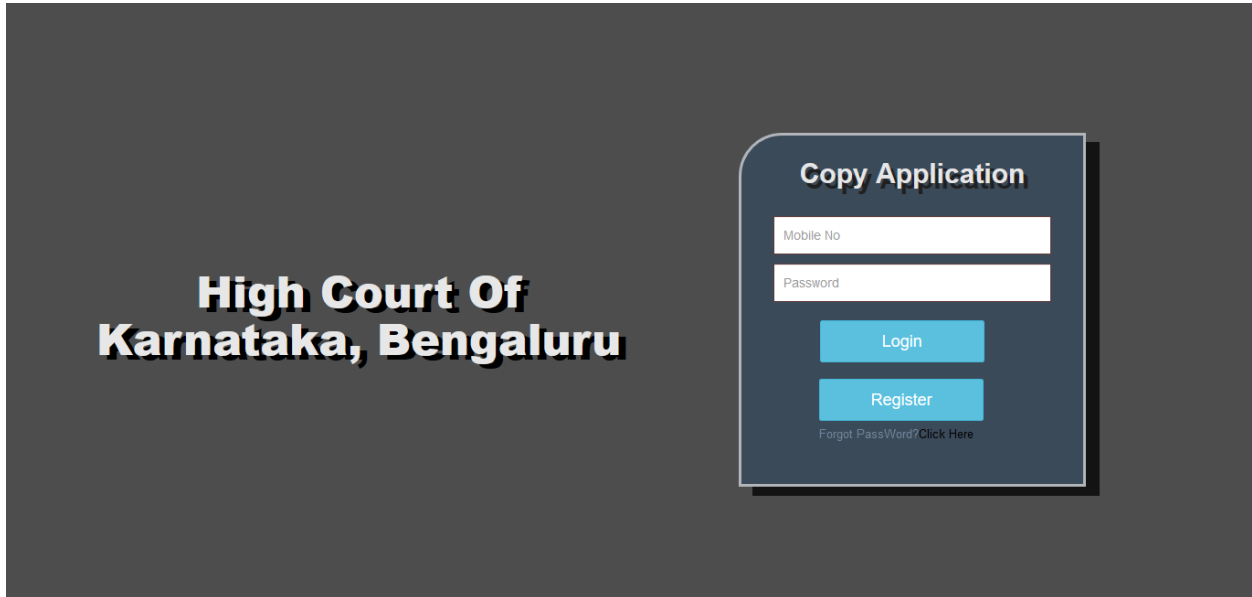 High Court Of
Karnataka, Bengaluru
Copy Application
Mobile No
Password
Login
Register
Forgot PassWord?Click Here